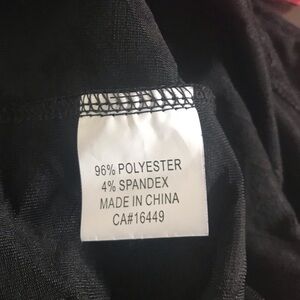 96% POLYESTER
4% SPANDEX
MADE IN CHINA
CA#16449